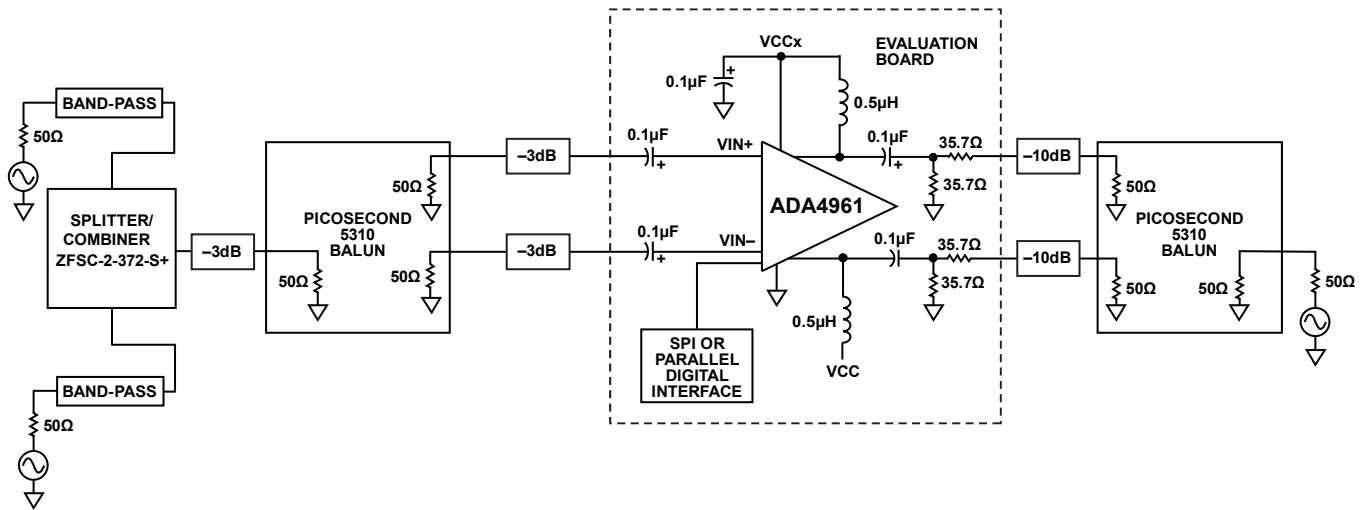 EVALUATION
BOARD
VCCx
0.1µF
+
0.5µH
BAND-PASS
50Ω
SPLITTER/
COMBINER
ZFSC-2-372-S+
BAND-PASS
50Ω
–3dB
PICOSECOND
5310
BALUN
50Ω
50Ω
50Ω
–3dB
–3dB
0.1µF
+
VIN+
0.1µF
+
VIN–
ADA4961
SPI OR
PARALLEL
DIGITAL
INTERFACE
0.1µF
+
35.7Ω
35.7Ω
0.1µF
35.7Ω
35.7Ω
0.5µH
VCC
–10dB
–10dB
50Ω
PICOSECOND
5310
BALUN
50Ω
50Ω
50Ω